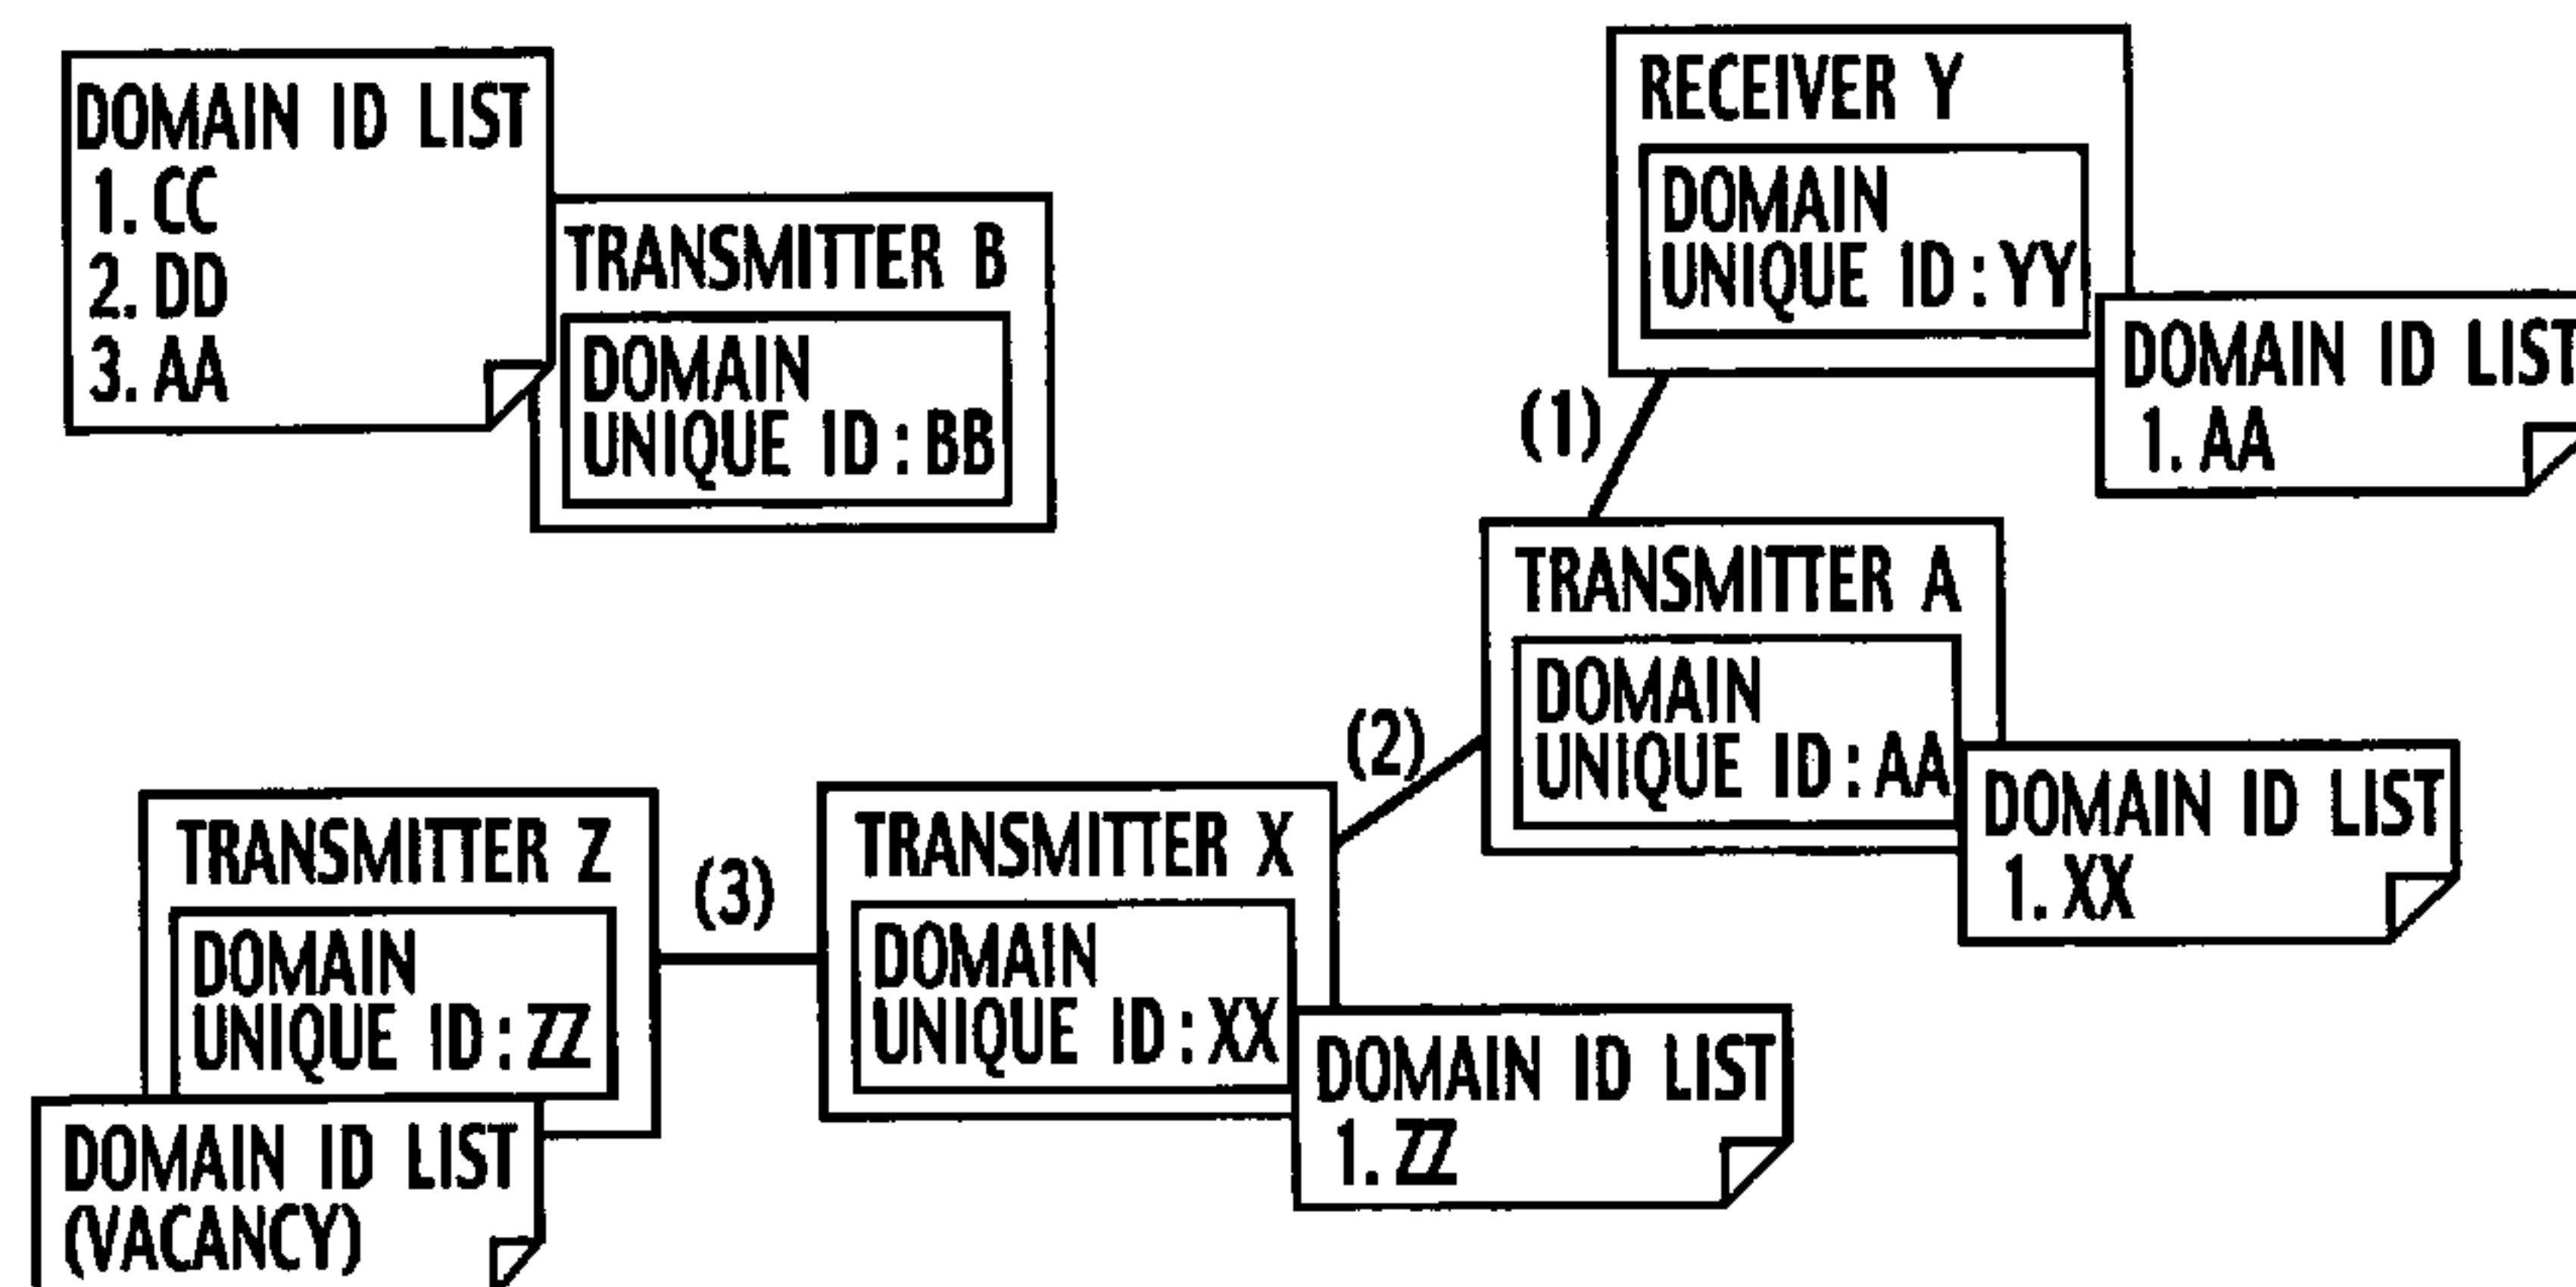 DOMAIN ID LIST
1. CC
2. DD
3. AA
TRANSMITTER B
DOMAIN
UNIQUE ID : BB
RECEIVER Y
DOMAIN
UNIQUE ID : YY
DOMAIN ID LIST
1. AA
(1)
TRANSMITTER A
DOMAIN
UNIQUE ID : AA
DOMAIN ID LIST
1. XX
(2)
TRANSMITTER X
DOMAIN
UNIQUE ID : XX
DOMAIN ID LIST
1. ZZ
(3)
TRANSMITTER Z
DOMAIN
UNIQUE ID : ZZ
DOMAIN ID LIST
(VACANCY)